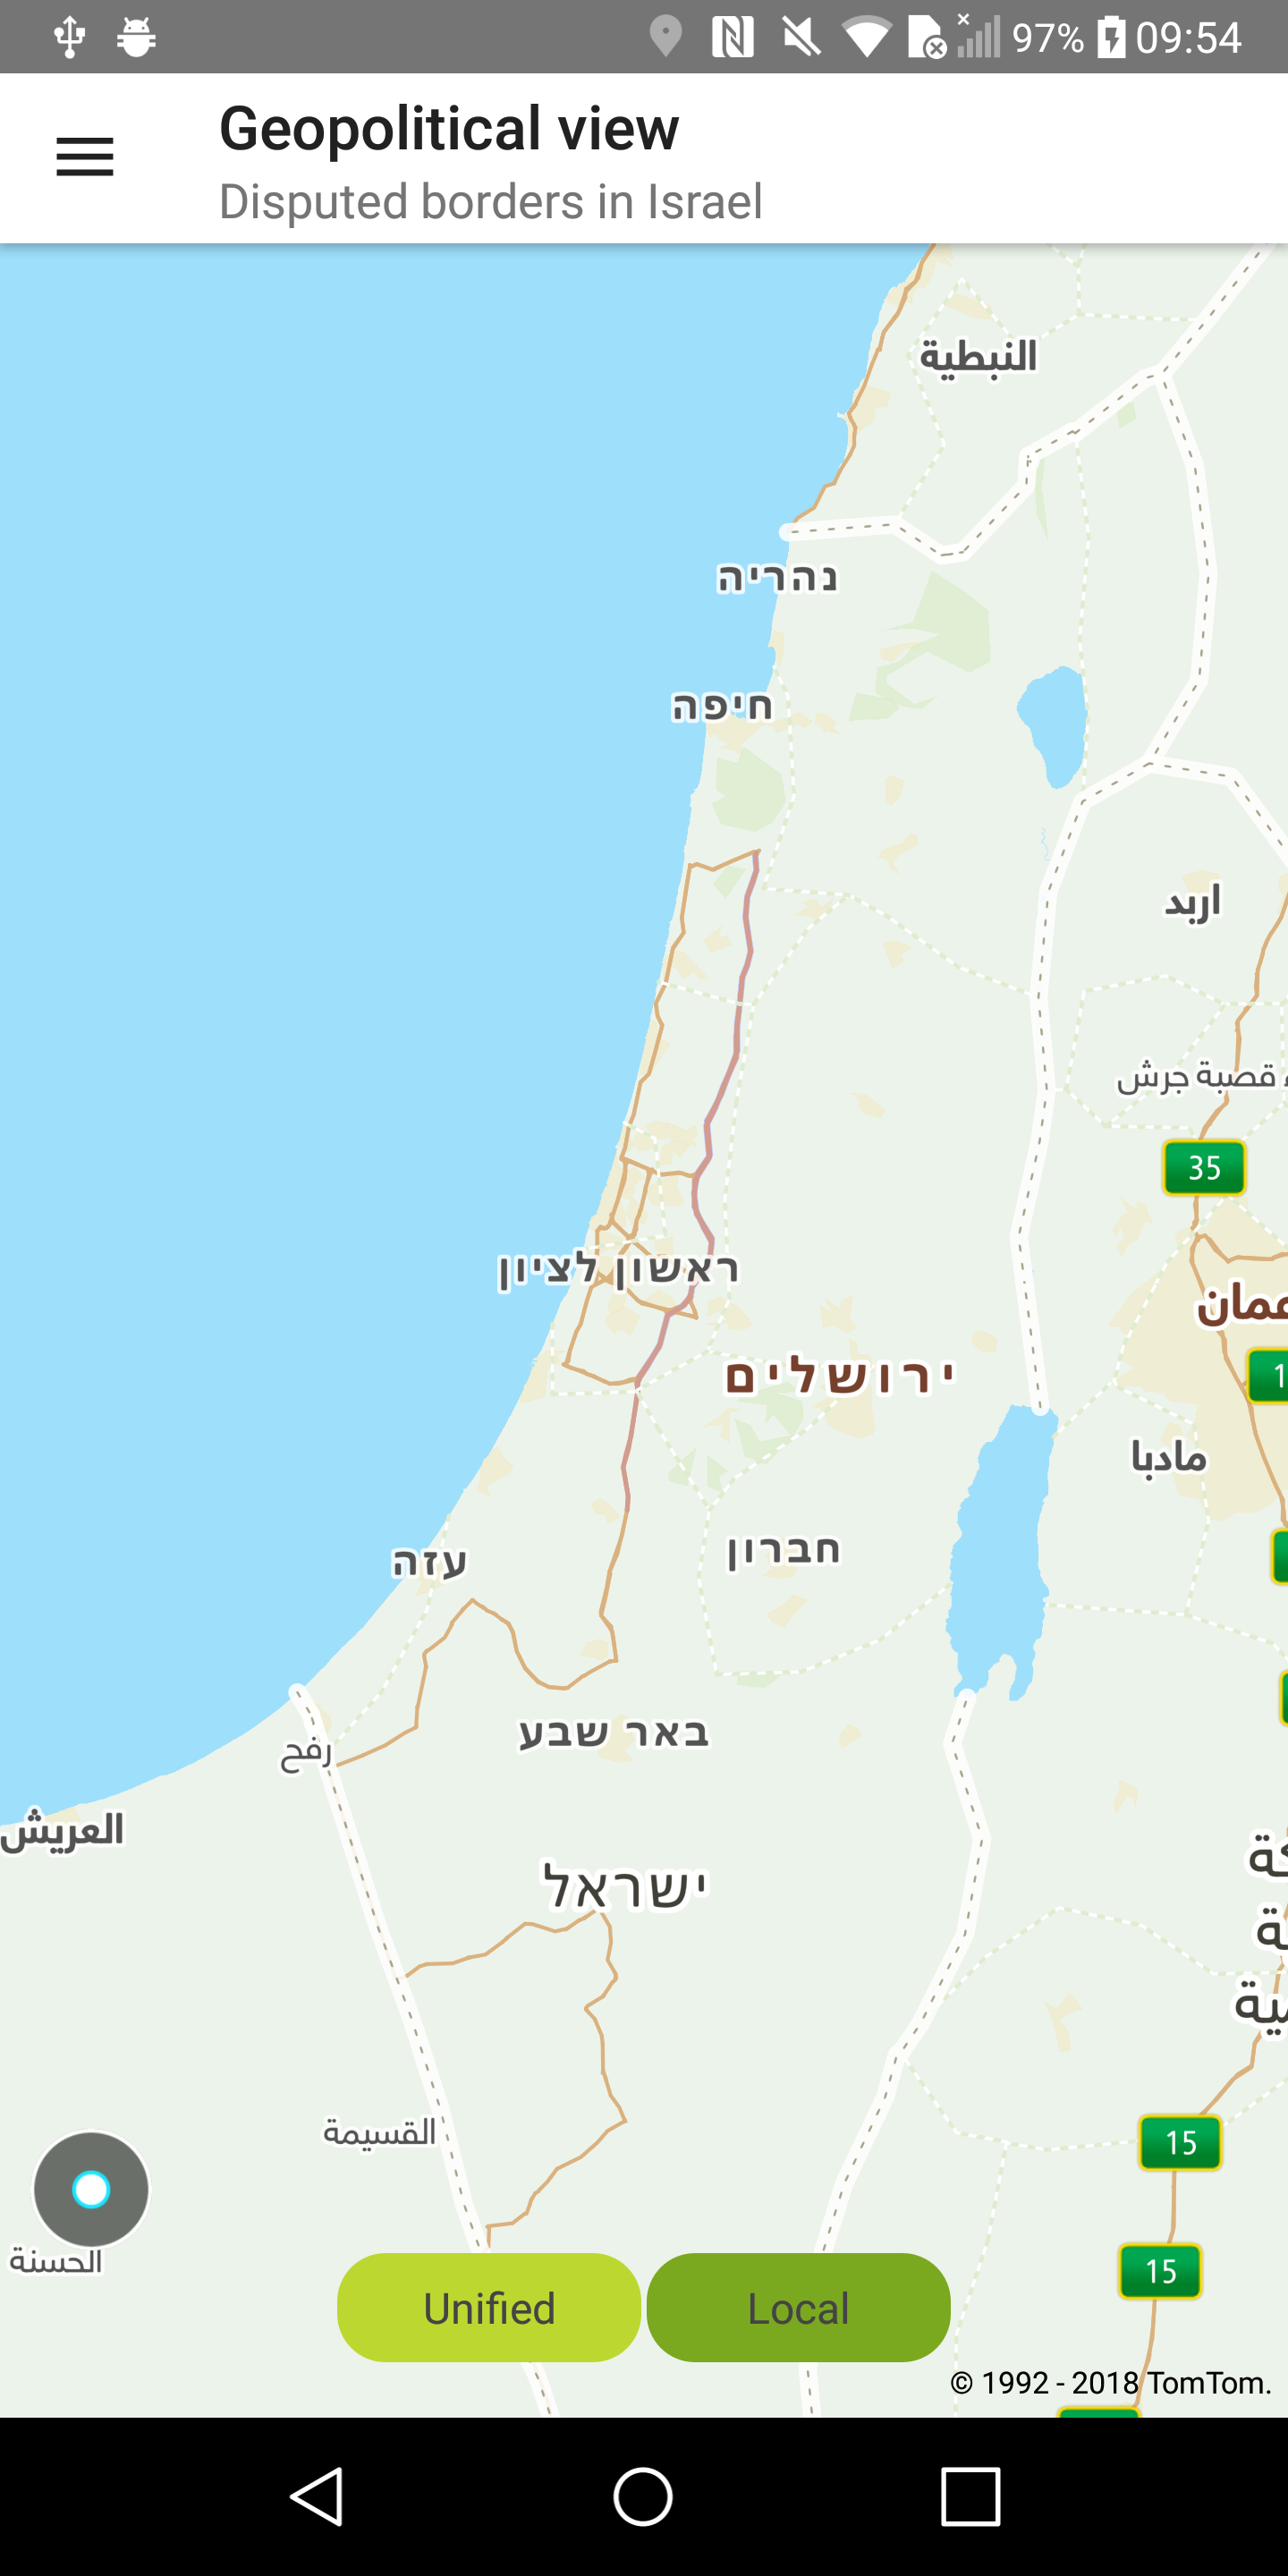 97% 09:54
Geopolitical view
Disputed borders in Israel
النبطية
נהריה
חיפה
اربد
قصبة جرش
35
ראשון לציון
ירושלים
مادبا
חברון
עזה
באר שבע
رفح
العريش
ישראל
القسيمة
15
الحسنة
15
Unified
Local
© 1992 - 2018 TomTom.